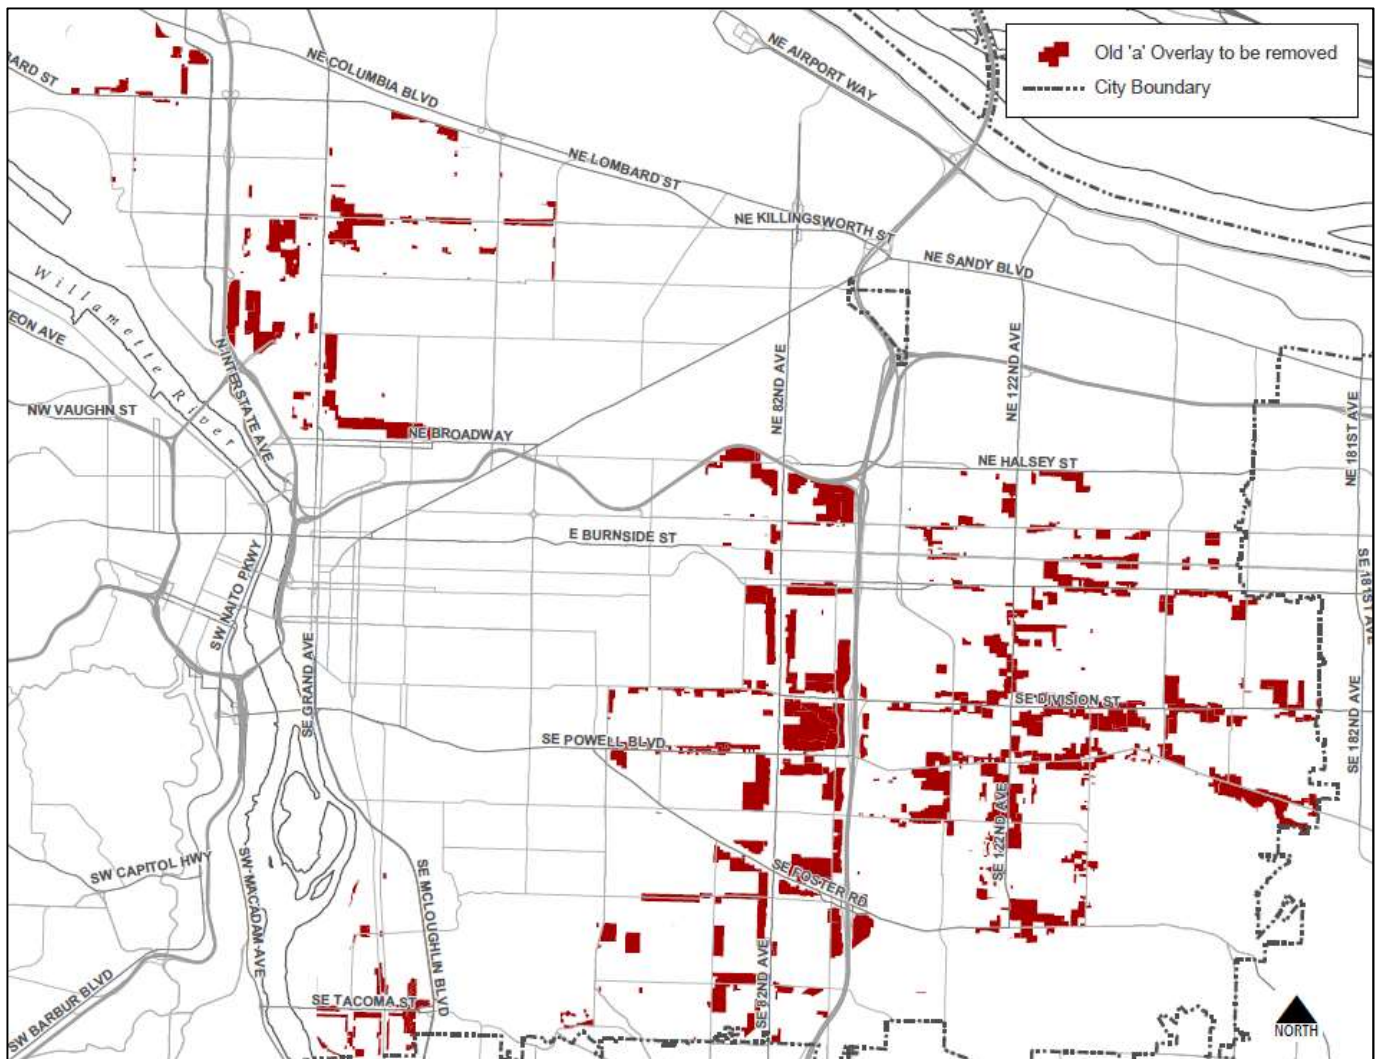 Old 'a' Overlay to be removed
City Boundary
NE AIRPORT WAY
NE COLUMBIA BLVD
ARD ST
NE LOMBARD ST
NE KILLINGSWORTH ST
NE SANDY BLVD
Willamette River
EON AVE
N INTERSTATE AVE
NE 82ND AVE
NE 122ND AVE
NE 181ST AVE
NW VAUGHN ST
NE BROADWAY
NE HALSEY ST
E BURNSIDE ST
SW NAITO PKWY
SE 181ST AVE
SE GRAND AVE
SE DIVISION ST
SE POWELL BLVD
SE 182ND AVE
SE 122ND AVE
SW CAPITOL HWY
SW MACADAM AVE
SE MCLOUGHLIN BLVD
SE FOSTER RD
SE 82ND AVE
SW BARBUR BLVD
SE TACOMA ST
NORTH